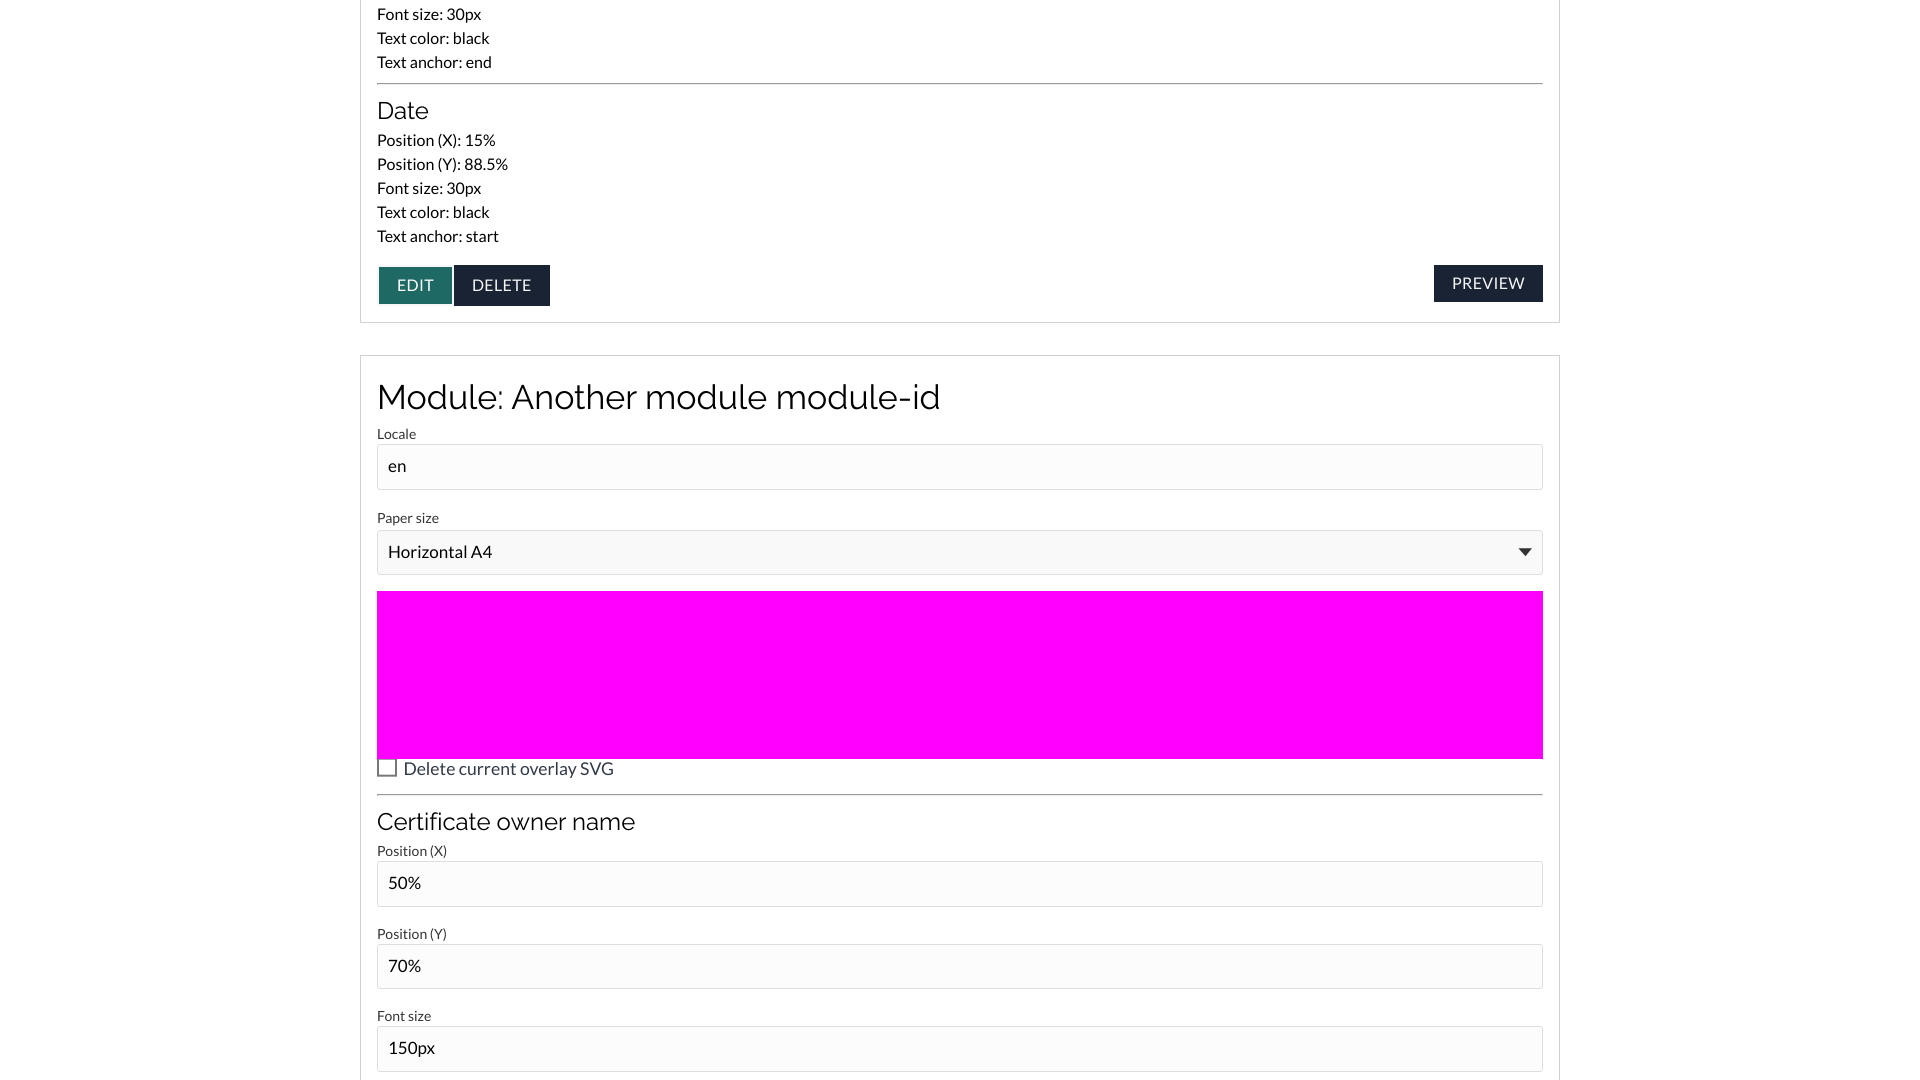 Font size: 30px
Text color: black
Text anchor: end
Date
Position (X): 15%
Position (Y): 88.5%
Font size: 30px
Text color: black
Text anchor: start
EDIT DELETE PREVIEW
Module: Another module module-id
Locale
en
Paper size
Horizontal A4
Delete current overlay SVG
Certificate owner name
Position (X)
50%
Position (Y)
70%
Font size
150px